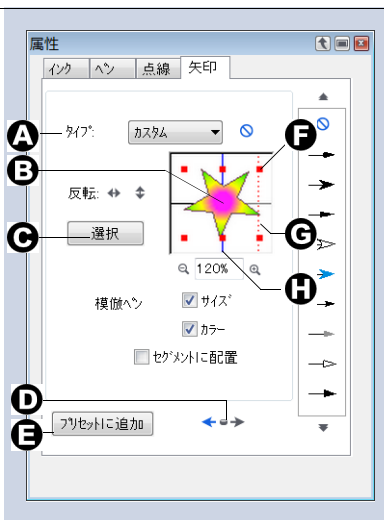 属性
インク ペン 点線 矢印
A タイプ: カスタム F
B
反転:
C 選択 G
120% H
模倣ペン サイズ
カラー
セグメントに配置
D
E プリセットに追加